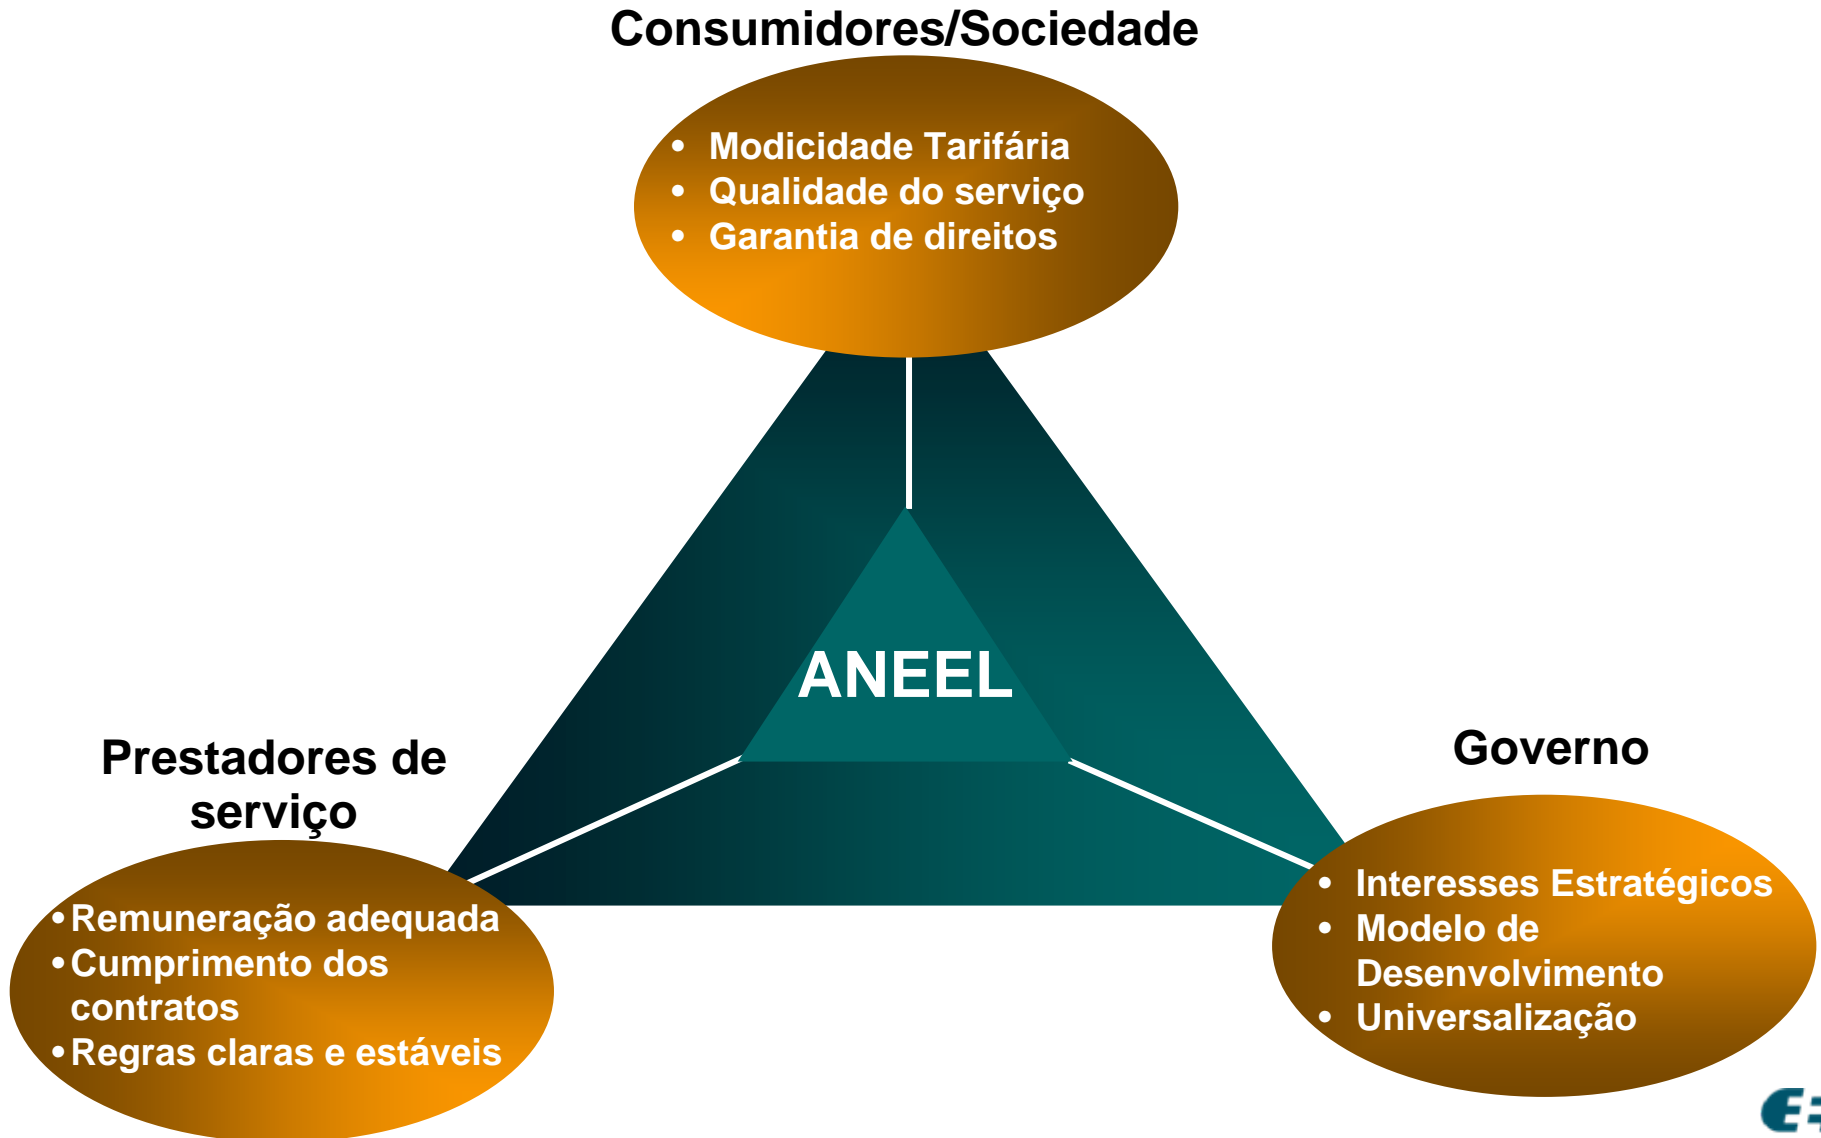 Consumidores/Sociedade
• Modicidade Tarifária
• Qualidade do serviço
• Garantia de direitos
ANEEL
Prestadores de
serviço
• Remuneração adequada
• Cumprimento dos
contratos
• Regras claras e estáveis
Governo
• Interesses Estratégicos
• Modelo de
Desenvolvimento
• Universalização